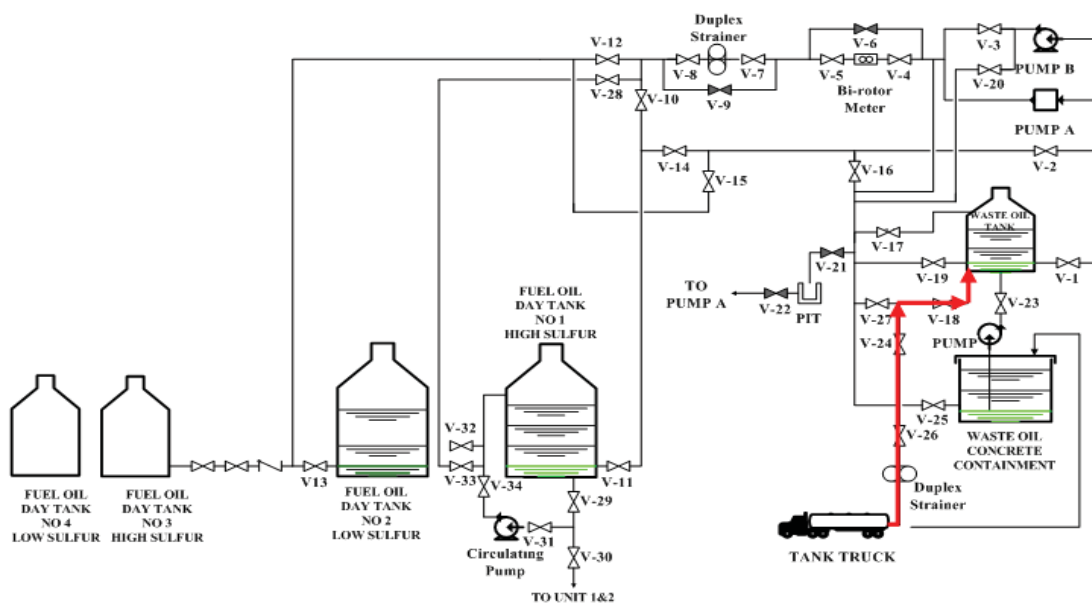 Duplex
Strainer
V-12
V-6
V-3
V-8
V-7
V-5
V-4
PUMP B
V-28
V-20
V-10
V-9
Bi-rotor
Meter
PUMP A
V-14
V-2
V-15
V-16
WASTE OIL
TANK
V-17
V-21
V-19
V-1
TO
PUMP A
V-22
PIT
V-27
V-18
V-23
V-24
PUMP
FUEL OIL
DAY TANK
NO 1
HIGH SULFUR
V-25
V-26
WASTE OIL
CONCRETE
CONTAINMENT
V-32
V13
V-33
V-34
V-11
Duplex
Strainer
FUEL OIL
DAY TANK
NO 4
LOW SULFUR
FUEL OIL
DAY TANK
NO 3
HIGH SULFUR
FUEL OIL
DAY TANK
NO 2
LOW SULFUR
V-29
V-31
Circulating
Pump
V-30
TANK TRUCK
TO UNIT 1&2